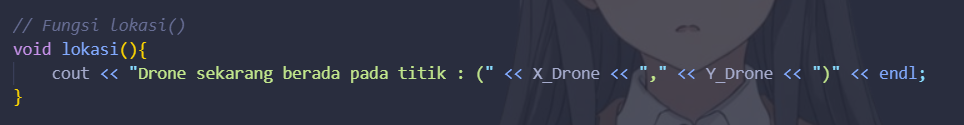 // Fungsi lokasi()
void lokasi(){
    cout << "Drone sekarang berada pada titik : (" << X_Drone << "," << Y_Drone << ")" << endl;
}